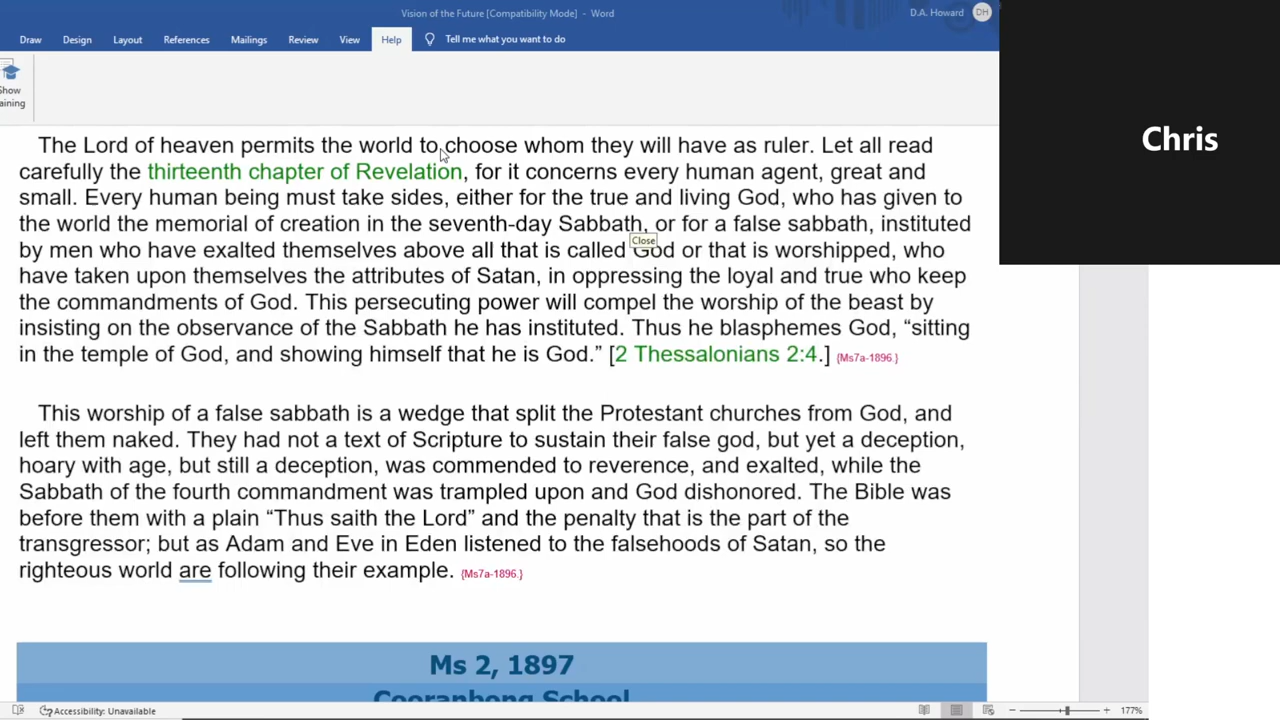 Vision of the Future [Compatibility Mode] - Word
D.A. Howard DH
Draw Design Layout References Mailings Review View Help Tell me what you want to do
Show
aining
Chris
The Lord of heaven permits the world to choose whom they will have as ruler. Let all read
carefully the thirteenth chapter of Revelation, for it concerns every human agent, great and
small. Every human being must take sides, either for the true and living God, who has given to
the world the memorial of creation in the seventh-day Sabbath, or for a false sabbath, instituted
Close
by men who have exalted themselves above all that is called God or that is worshipped, who
have taken upon themselves the attributes of Satan, in oppressing the loyal and true who keep
the commandments of God. This persecuting power will compel the worship of the beast by
insisting on the observance of the Sabbath he has instituted. Thus he blasphemes God, “sitting
in the temple of God, and showing himself that he is God.” [2 Thessalonians 2:4.] {Ms7a-1896.}
This worship of a false sabbath is a wedge that split the Protestant churches from God, and
left them naked. They had not a text of Scripture to sustain their false god, but yet a deception,
hoary with age, but still a deception, was commended to reverence, and exalted, while the
Sabbath of the fourth commandment was trampled upon and God dishonored. The Bible was
before them with a plain “Thus saith the Lord” and the penalty that is the part of the
transgressor; but as Adam and Eve in Eden listened to the falsehoods of Satan, so the
righteous world are following their example. {Ms7a-1896.}
Ms 2, 1897
Cooranbong School
Accessibility: Unavailable
177%